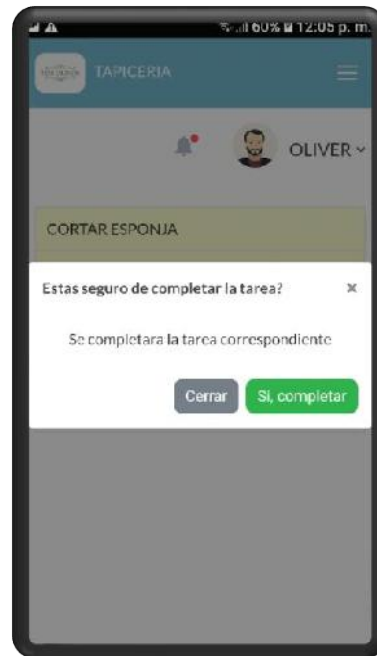 60% 12:05 p. m.
TAPICERIA
OLIVER
CORTAR ESPONJA
Estas seguro de completar la tarea? ×
Se completara la tarea correspondiente
Cerrar Si, completar